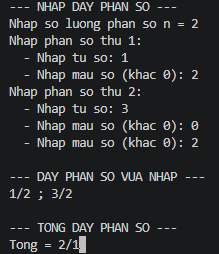 --- NHAP DAY PHAN SO ---
Nhap so luong phan so n = 2
Nhap phan so thu 1:
  - Nhap tu so: 1
  - Nhap mau so (khac 0): 2
Nhap phan so thu 2:
  - Nhap tu so: 3
  - Nhap mau so (khac 0): 0
  - Nhap mau so (khac 0): 2

--- DAY PHAN SO VUA NHAP ---
1/2 ; 3/2

--- TONG DAY PHAN SO ---
Tong = 2/1